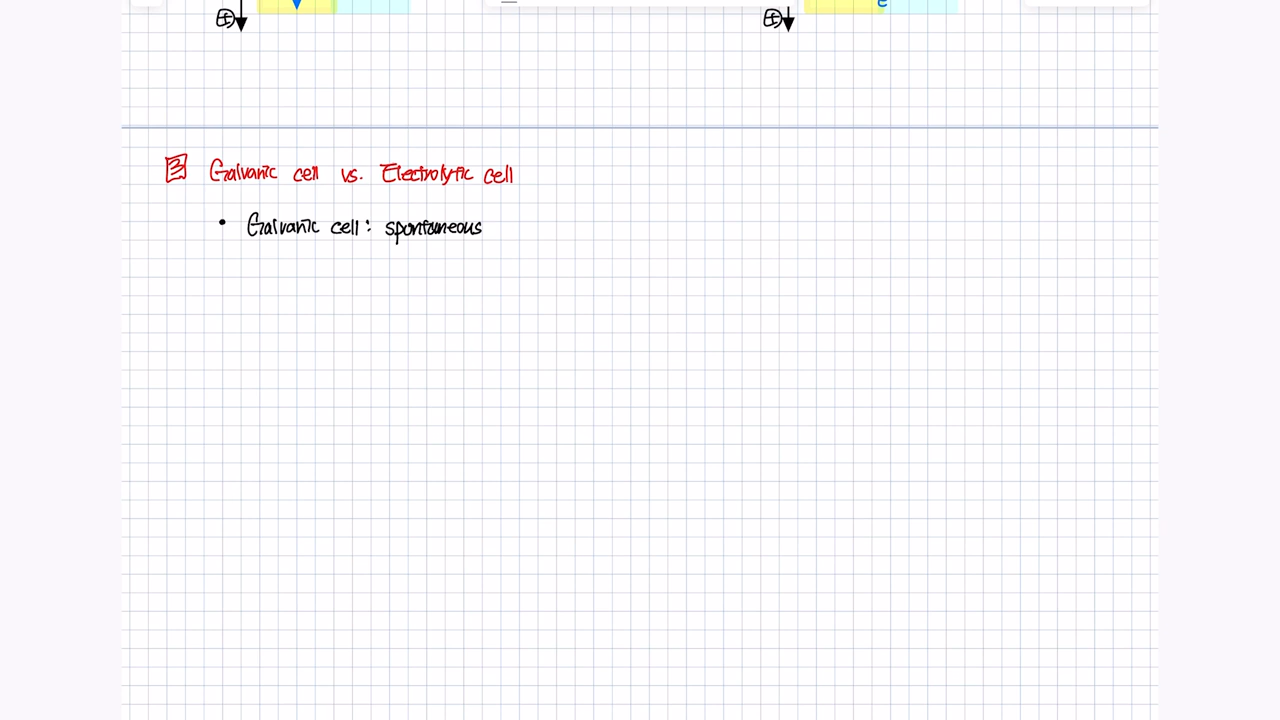 ⊕ ⊕
e
3 Galvanic cell vs. Electrolytic cell
• Galvanic cell: spontaneous